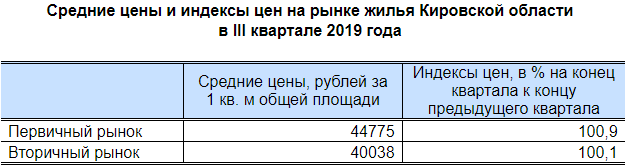 Средние цены и индексы цен на рынке жилья Кировской области
в III квартале 2019 года
Средние цены, рублей за
1 кв. м общей площади
Индексы цен, в % на конец
квартала к концу
предыдущего квартала
Первичный рынок 44775 100,9
Вторичный рынок 40038 100,1